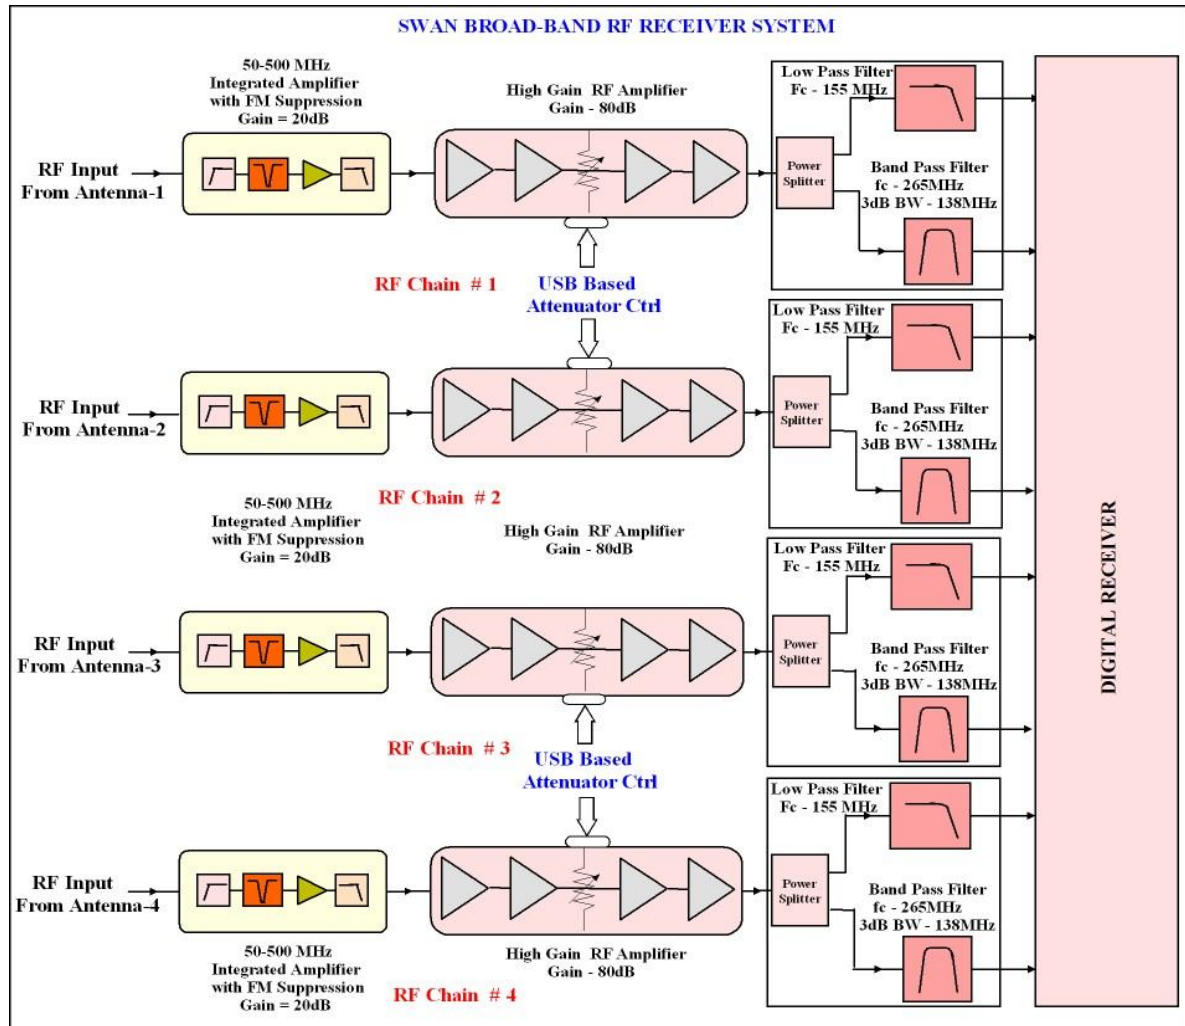 SWAN BROAD-BAND RF RECEIVER SYSTEM
50-500 MHz
Integrated Amplifier
with FM Suppression
Gain = 20dB
High Gain RF Amplifier
Gain - 80dB
Low Pass Filter
Fc - 155 MHz
RF Input
From Antenna-1
Power
Splitter
Band Pass Filter
fc - 265MHz
3dB BW - 138MHz
RF Chain # 1
USB Based
Attenuator Ctrl
Low Pass Filter
Fc - 155 MHz
RF Input
From Antenna-2
Power
Splitter
Band Pass Filter
fc - 265MHz
3dB BW - 138MHz
RF Chain # 2
50-500 MHz
Integrated Amplifier
with FM Suppression
Gain = 20dB
High Gain RF Amplifier
Gain - 80dB
Low Pass Filter
Fc - 155 MHz
RF Input
From Antenna-3
Power
Splitter
Band Pass Filter
fc - 265MHz
3dB BW - 138MHz
RF Chain # 3
USB Based
Attenuator Ctrl
Low Pass Filter
Fc - 155 MHz
RF Input
From Antenna-4
Power
Splitter
Band Pass Filter
fc - 265MHz
3dB BW - 138MHz
50-500 MHz
Integrated Amplifier
with FM Suppression
Gain = 20dB
High Gain RF Amplifier
Gain - 80dB
RF Chain # 4
DIGITAL RECEIVER